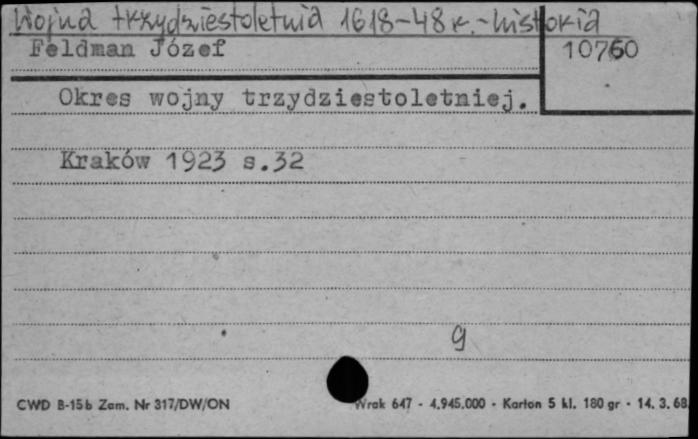 Wojna trzydziestoletnia 1618-48 r. - historia
Feldman Józef
10760
Okres wojny trzydziestoletniej.
Kraków 1923 s.32
9
CWD B-15b Zam. Nr 317/DW/ON
Wrak 647 - 4.945.000 - Karton 5 kl. 180 gr - 14. 3. 68